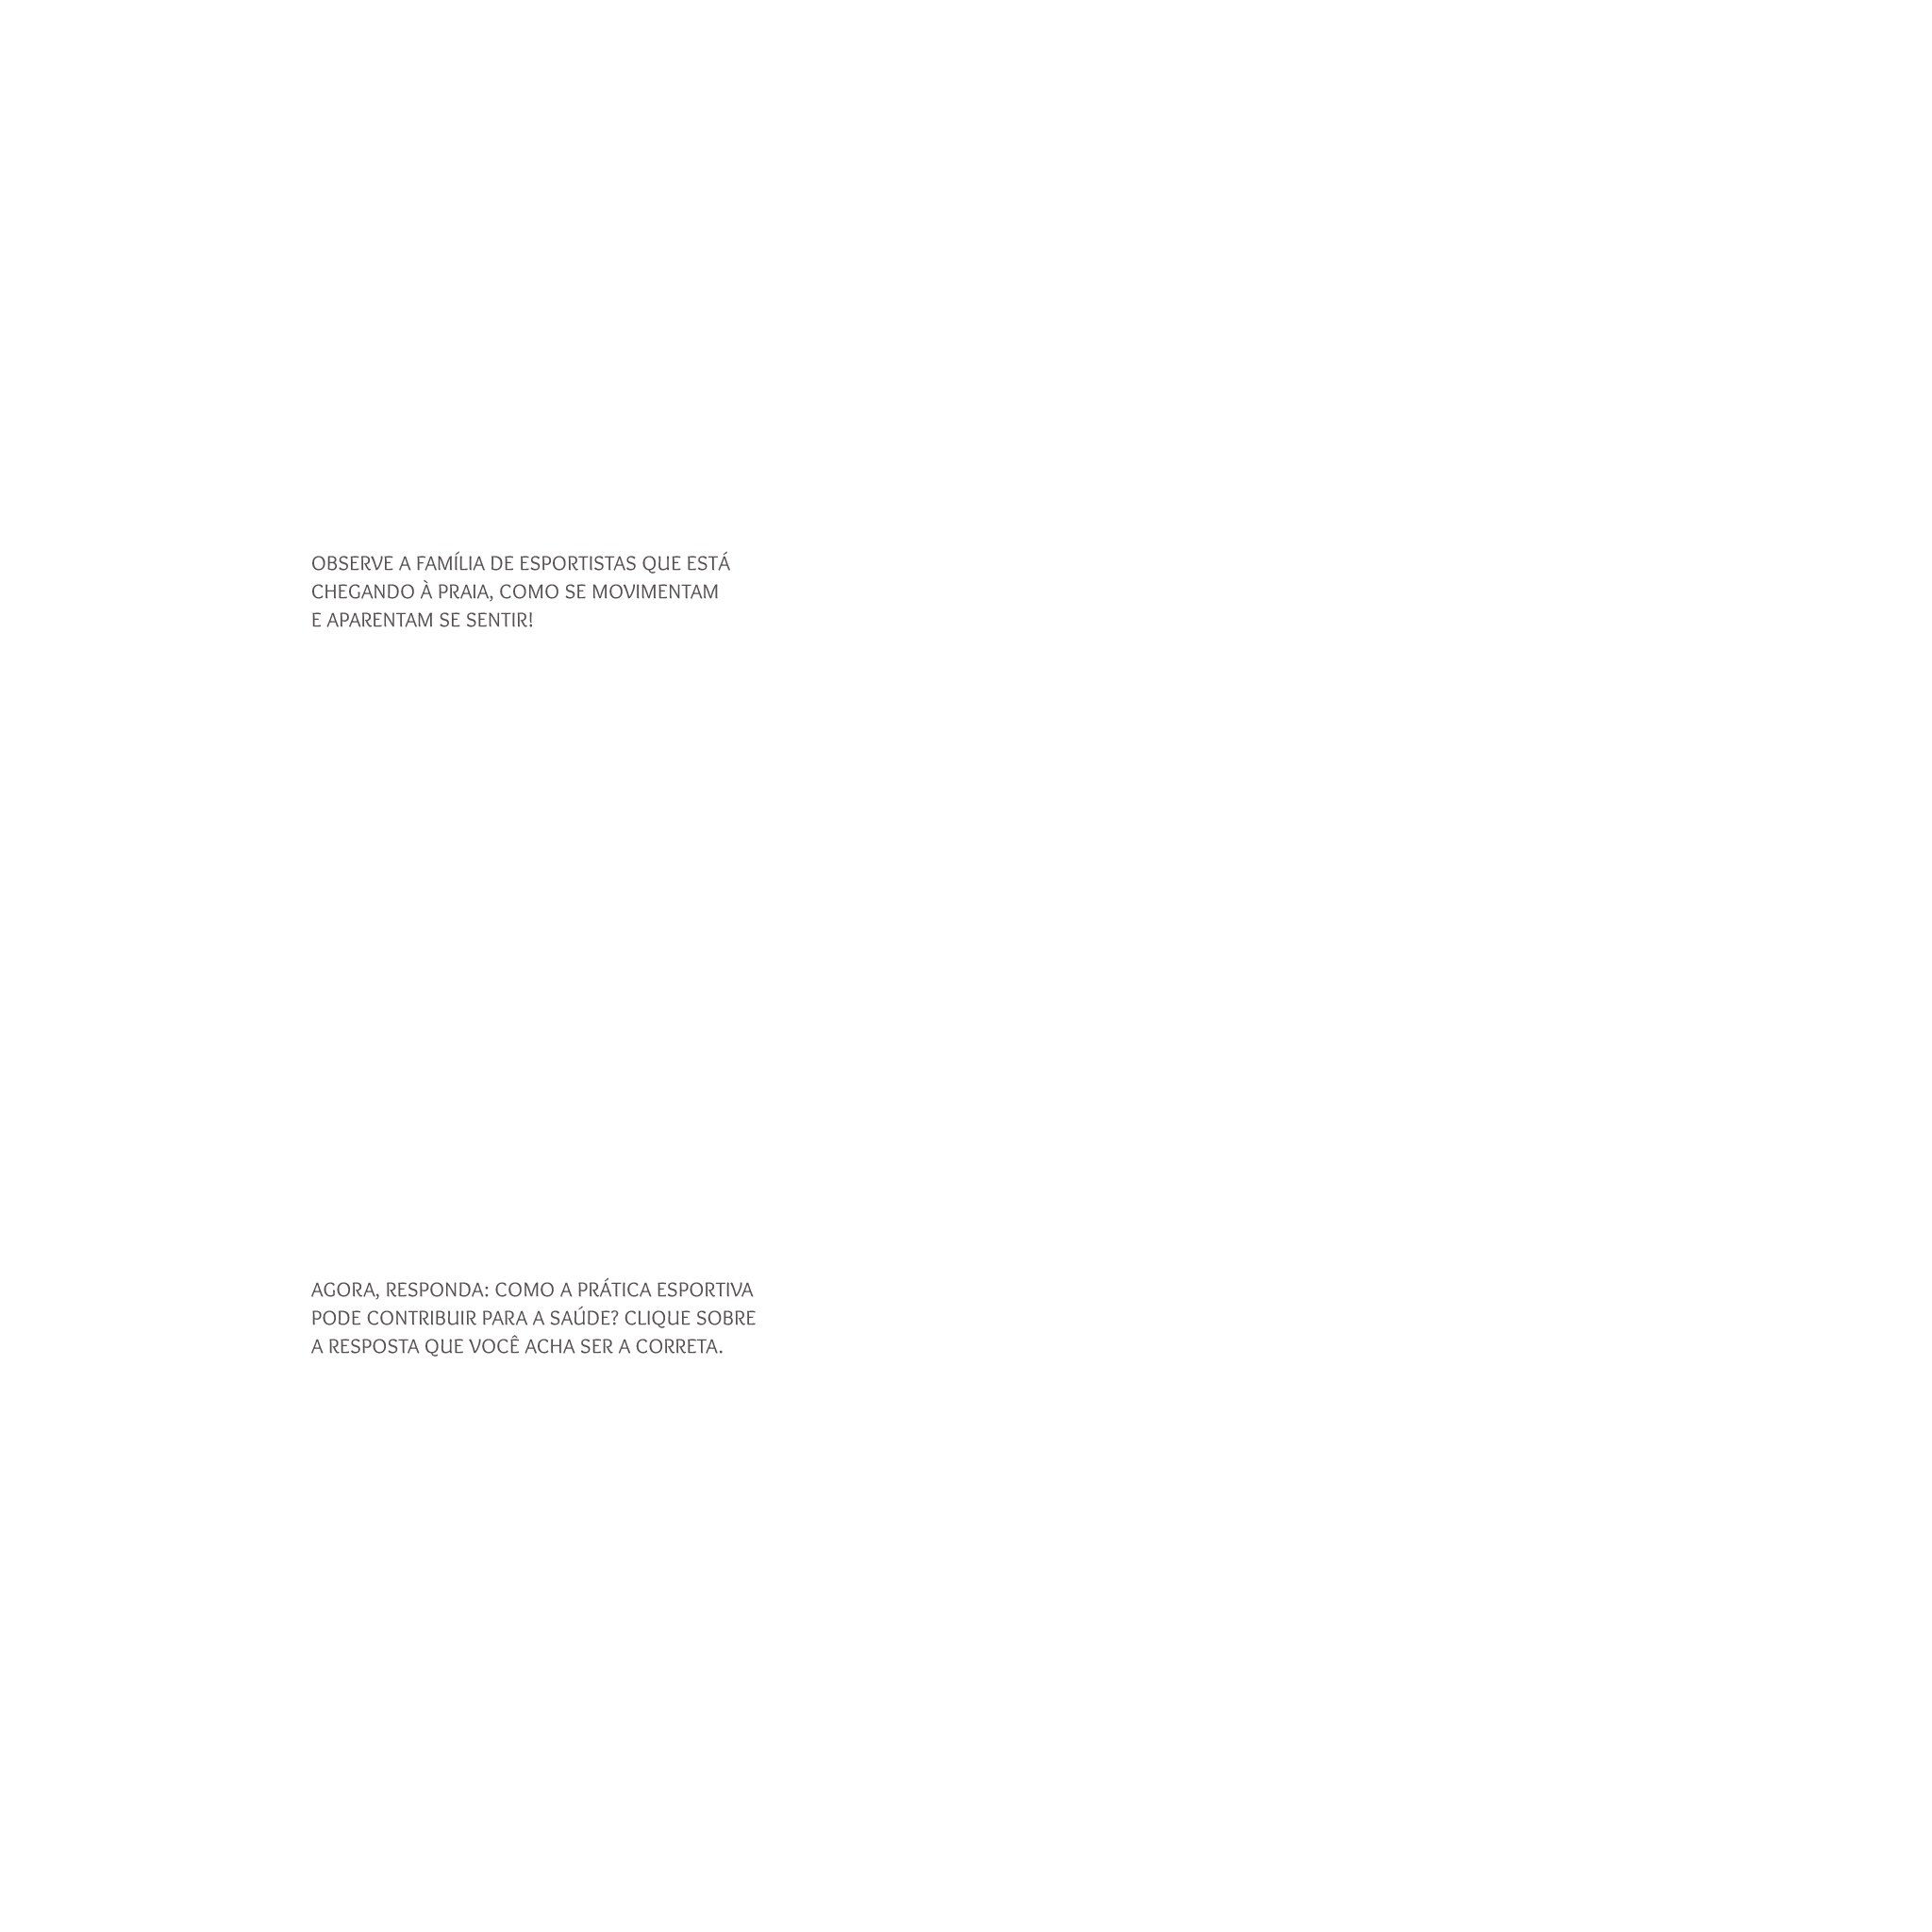 OBSERVE A FAMÍLIA DE ESPORTISTAS QUE ESTÁ
CHEGANDO À PRAIA, COMO SE MOVIMENTAM
E APARENTAM SE SENTIR!
AGORA, RESPONDA: COMO A PRÁTICA ESPORTIVA
PODE CONTRIBUIR PARA A SAÚDE? CLIQUE SOBRE
A RESPOSTA QUE VOCÊ ACHA SER A CORRETA.